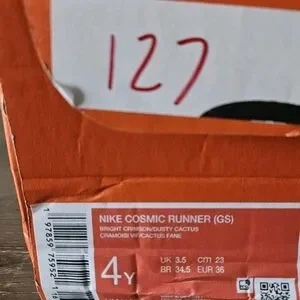 127
NIKE COSMIC RUNNER (GS)
BRIGHT CRIMSON/DUSTY CACTUS
CRAMOISI VIF/CACTUS FANE
4Y
UK 3.5 CM 23
BR 34.5 EUR 36